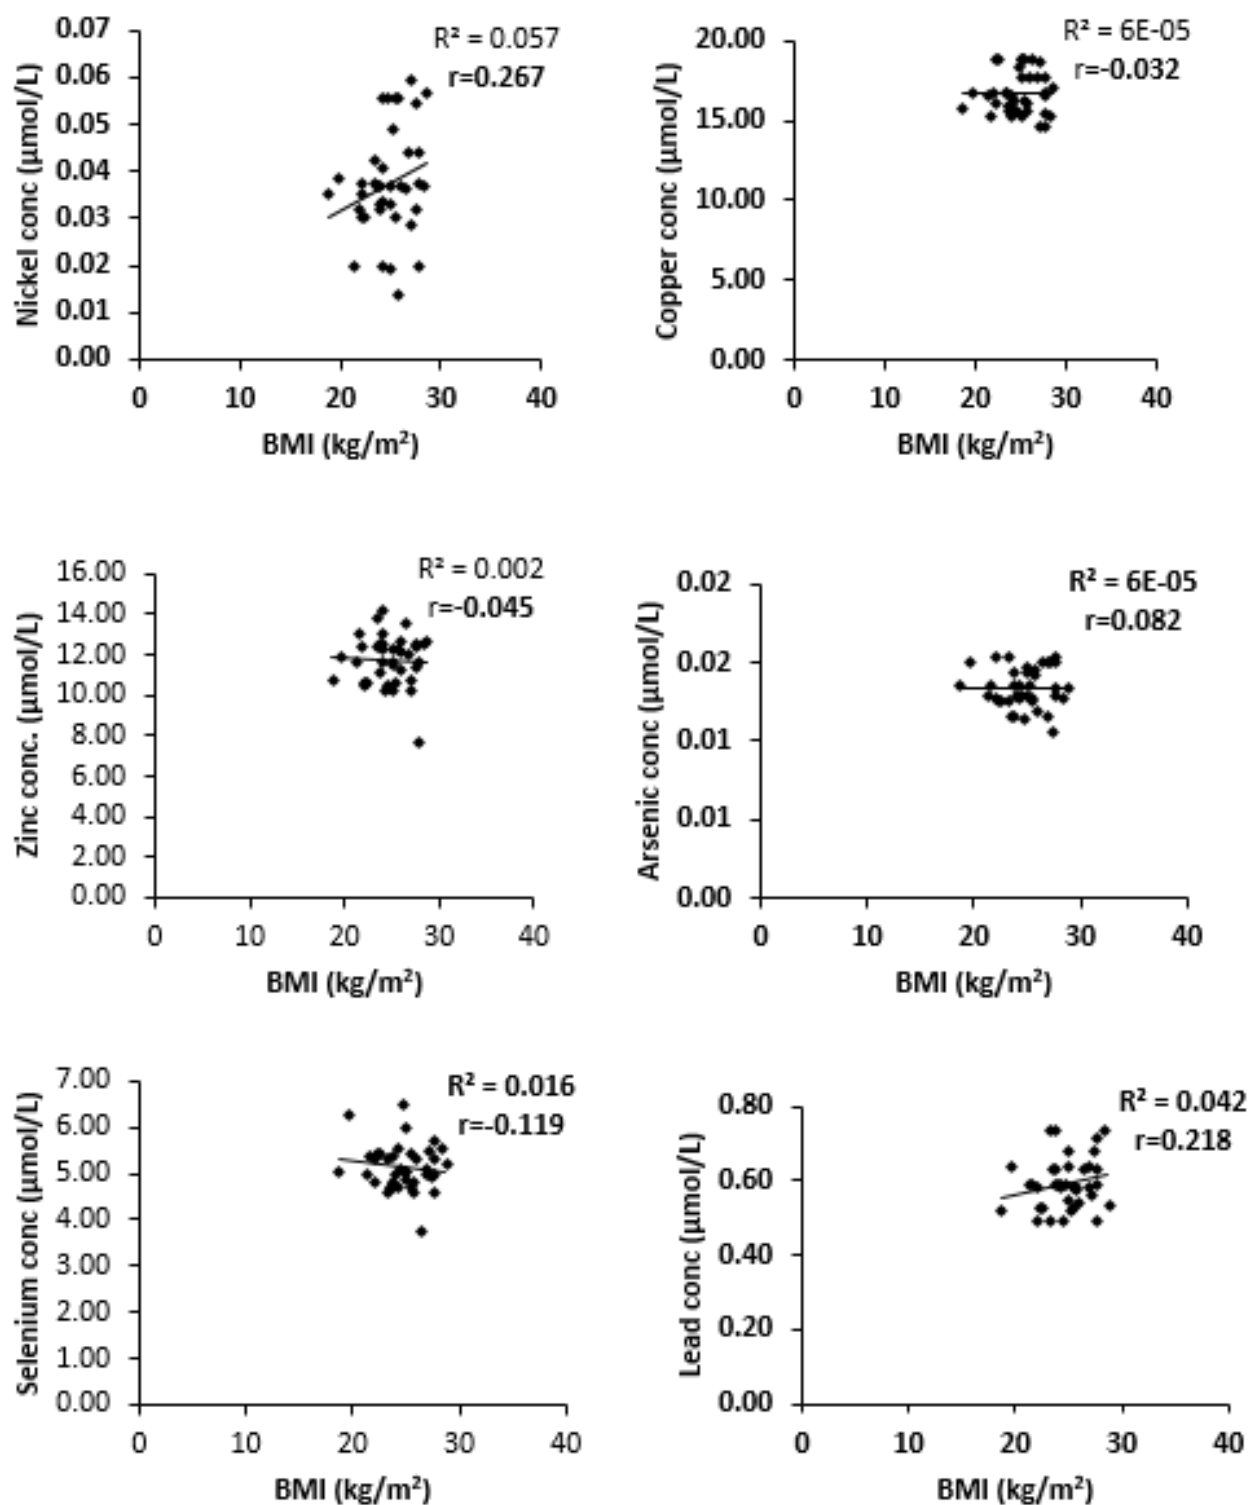 0.07
0.06
0.05
0.04
0.03
0.02
0.01
0.00
Nickel conc (µmol/L)
R² = 0.057
r=0.267
0 10 20 30 40
BMI (kg/m²)
20.00
15.00
10.00
5.00
0.00
Copper conc (µmol/L)
R² = 6E-05
r=-0.032
0 10 20 30 40
BMI (kg/m²)
16.00
14.00
12.00
10.00
8.00
6.00
4.00
2.00
0.00
Zinc conc. (µmol/L)
R² = 0.002
r=-0.045
0 10 20 30 40
BMI (kg/m²)
0.02
0.02
0.01
0.01
0.00
Arsenic conc (µmol/L)
R² = 6E-05
r=0.082
0 10 20 30 40
BMI (kg/m²)
7.00
6.00
5.00
4.00
3.00
2.00
1.00
0.00
Selenium conc (µmol/L)
R² = 0.016
r=-0.119
0 10 20 30 40
BMI (kg/m²)
0.80
0.60
0.40
0.20
0.00
Lead conc (µmol/L)
R² = 0.042
r=0.218
0 10 20 30 40
BMI (kg/m²)